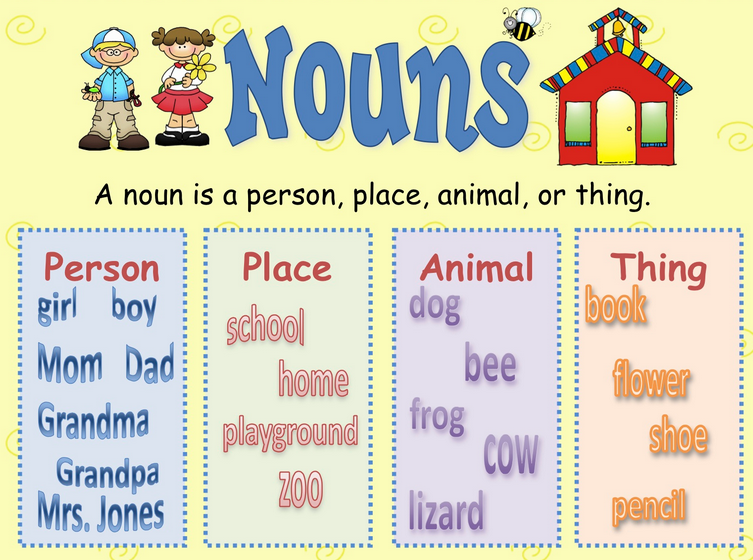 Nouns
A noun is a person, place, animal, or thing.
Person
girl boy
Mom Dad
Grandma
Grandpa
Mrs. Jones
Place
school
home
playground
zoo
Animal
dog
bee
frog
cow
lizard
Thing
book
flower
shoe
pencil